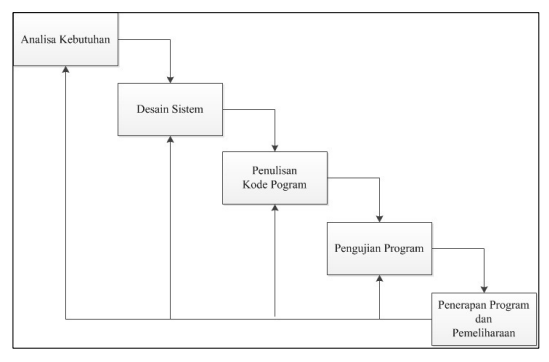 Analisa Kebutuhan
Desain Sistem
Penulisan
Kode Pogram
Pengujian Program
Penerapan Program
dan
Pemeliharaan